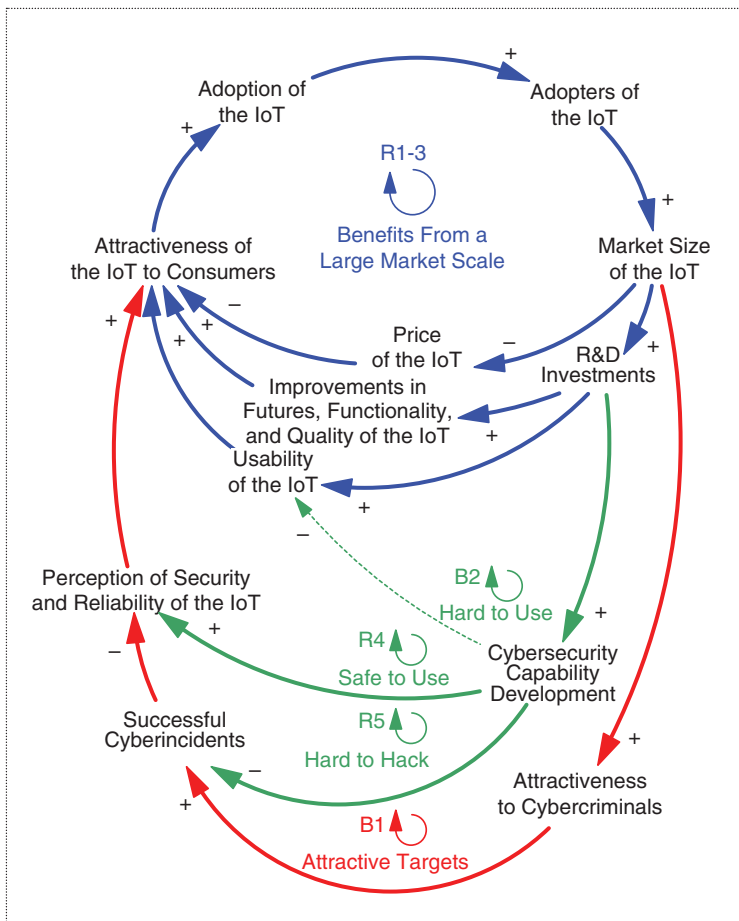 Adoption of
the IoT
+
Adopters of
the IoT
+
+
R1-3
Benefits From a
Large Market Scale
Attractiveness of
the IoT to Consumers
+
Market Size
of the IoT
+
–
+
+
Price
of the IoT
–
R&D
Investments
+
Improvements in
Futures, Functionality,
and Quality of the IoT
+
Usability
of the IoT
+
–
B2
Hard to Use
Perception of Security
and Reliability of the IoT
+
R4
Safe to Use
+
Cybersecurity
Capability
Development
–
R5
Hard to Hack
Successful
Cyberincidents
–
+
Attractiveness
to Cybercriminals
+
B1
Attractive Targets